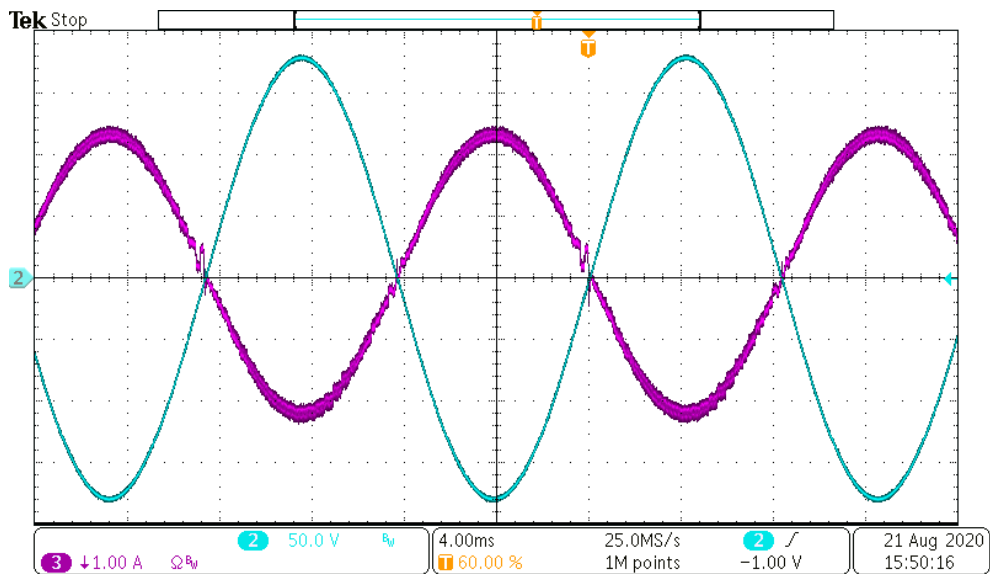 Tek Stop
T
T
2
2 50.0 V BW
3 ↓1.00 A ΩBW
4.00ms 25.0MS/s
T 60.00 % 1M points
2 ∕ −1.00 V
21 Aug 2020
15:50:16